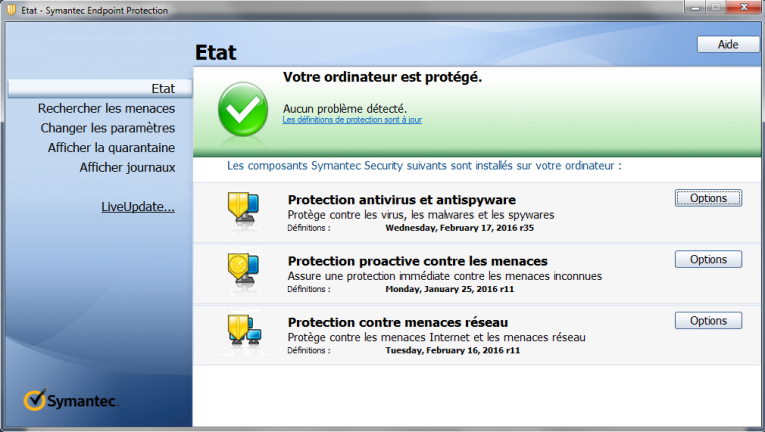 Etat - Symantec Endpoint Protection
Etat
Aide
Etat
Rechercher les menaces
Changer les paramètres
Afficher la quarantaine
Afficher journaux
LiveUpdate...
Votre ordinateur est protégé.
Aucun problème détecté.
Les définitions de protection sont à jour
Les composants Symantec Security suivants sont installés sur votre ordinateur :
Protection antivirus et antispyware
Options
Protège contre les virus, les malwares et les spywares
Définitions : Wednesday, February 17, 2016 r35
Protection proactive contre les menaces
Options
Assure une protection immédiate contre les menaces inconnues
Définitions : Monday, January 25, 2016 r11
Protection contre menaces réseau
Options
Protège contre les menaces Internet et les menaces réseau
Définitions : Tuesday, February 16, 2016 r11
Symantec.